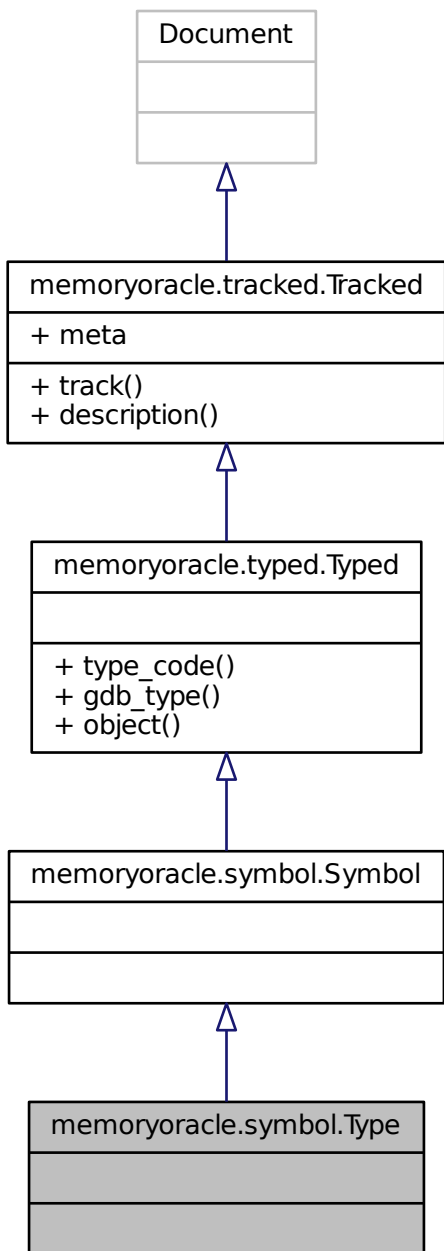 Document
memoryoracle.tracked.Tracked
+ meta
+ track()
+ description()
memoryoracle.typed.Typed
+ type_code()
+ gdb_type()
+ object()
memoryoracle.symbol.Symbol
memoryoracle.symbol.Type